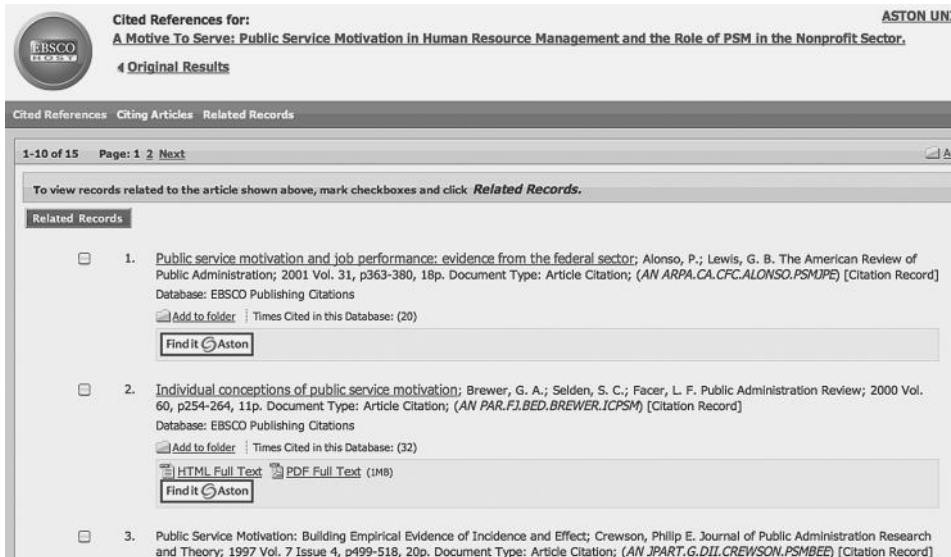 EBSCO
HOST
Cited References for:
ASTON UN
A Motive To Serve: Public Service Motivation in Human Resource Management and the Role of PSM in the Nonprofit Sector.
Original Results
Cited References Citing Articles Related Records
1-10 of 15 Page: 1 2 Next
A
To view records related to the article shown above, mark checkboxes and click Related Records.
Related Records
1. Public service motivation and job performance: evidence from the federal sector; Alonso, P.; Lewis, G. B. The American Review of
Public Administration; 2001 Vol. 31, p363-380, 18p. Document Type: Article Citation; (AN ARPA.CA.CFC.ALONSO.PSMJPE) [Citation Record]
Database: EBSCO Publishing Citations
Add to folder Times Cited in this Database: (20)
Find it Aston
2. Individual conceptions of public service motivation; Brewer, G. A.; Selden, S. C.; Facer, L. F. Public Administration Review; 2000 Vol.
60, p254-264, 11p. Document Type: Article Citation; (AN PAR.FJ.BED.BREWER.ICPSM) [Citation Record]
Database: EBSCO Publishing Citations
Add to folder Times Cited in this Database: (32)
HTML Full Text PDF Full Text (1MB)
Find it Aston
3. Public Service Motivation: Building Empirical Evidence of Incidence and Effect; Crewson, Philip E. Journal of Public Administration Research
and Theory; 1997 Vol. 7 Issue 4, p499-518, 20p. Document Type: Article Citation; (AN JPART.G.DII.CREWSON.PSMBEE) [Citation Record]